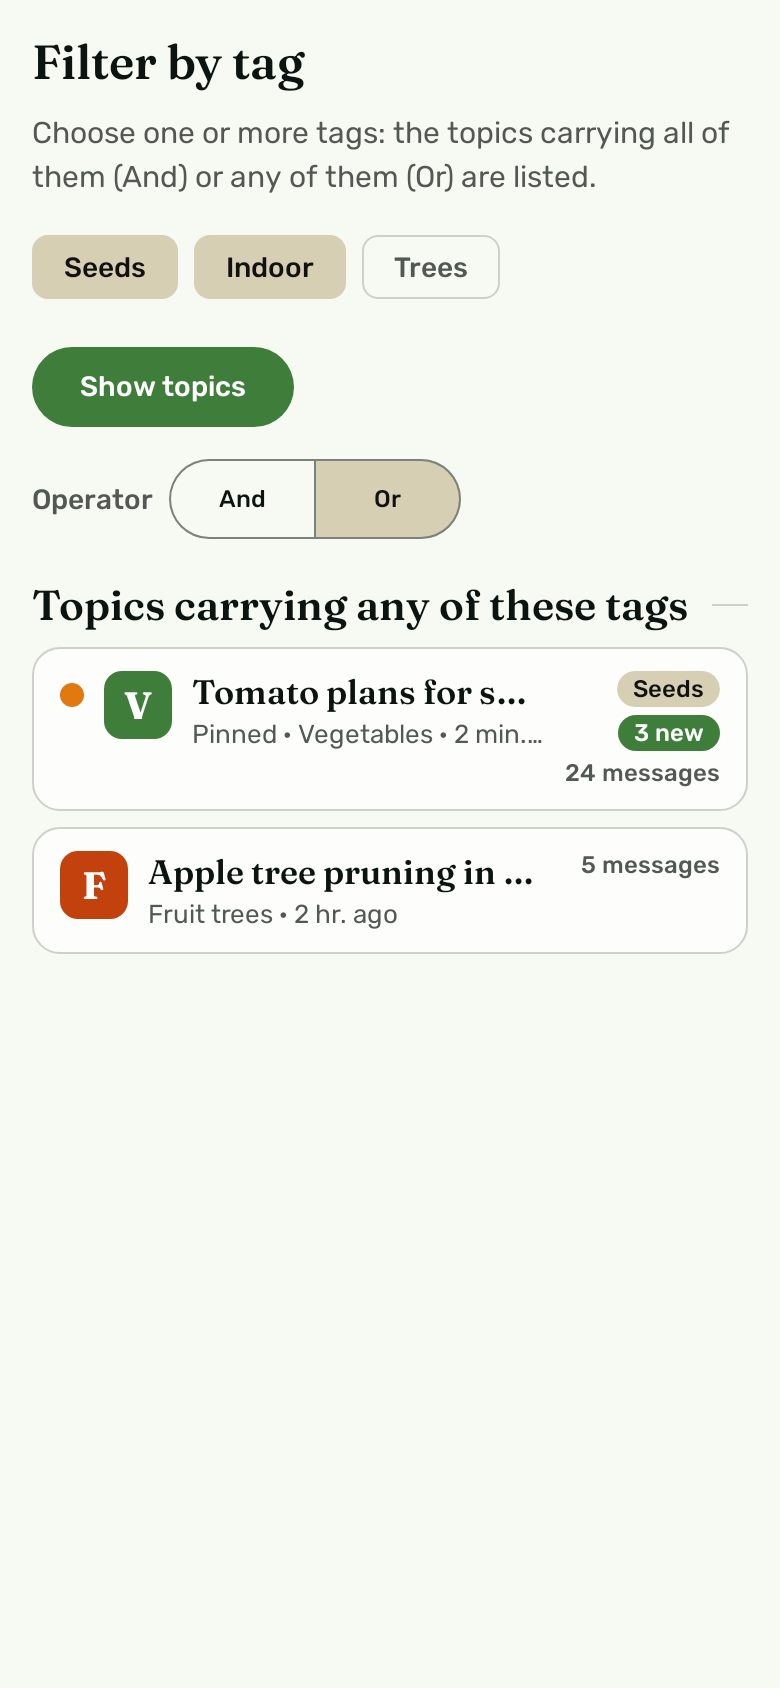 Filter by tag
Choose one or more tags: the topics carrying all of
them (And) or any of them (Or) are listed.
Seeds Indoor Trees
Show topics
Operator And Or
Topics carrying any of these tags
V Tomato plans for s... Seeds
Pinned • Vegetables • 2 min.... 3 new
24 messages
F Apple tree pruning in ... 5 messages
Fruit trees • 2 hr. ago